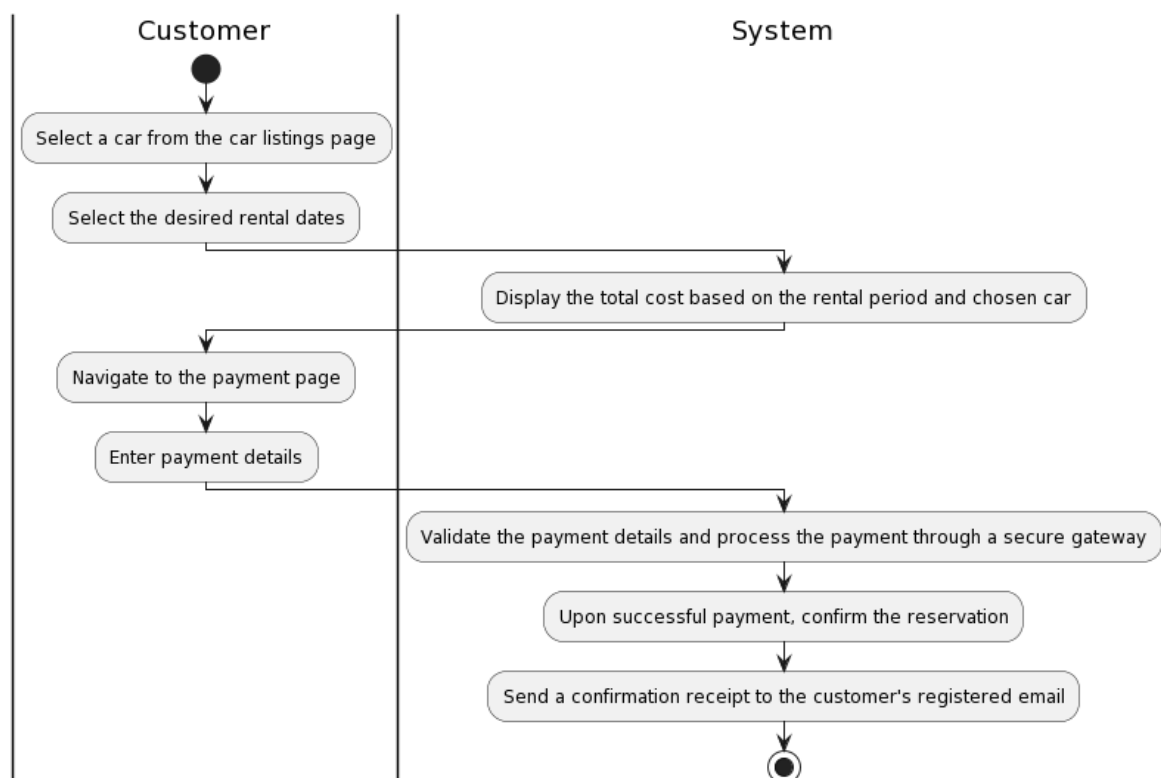 Customer
System
Select a car from the car listings page
Select the desired rental dates
Display the total cost based on the rental period and chosen car
Navigate to the payment page
Enter payment details
Validate the payment details and process the payment through a secure gateway
Upon successful payment, confirm the reservation
Send a confirmation receipt to the customer's registered email